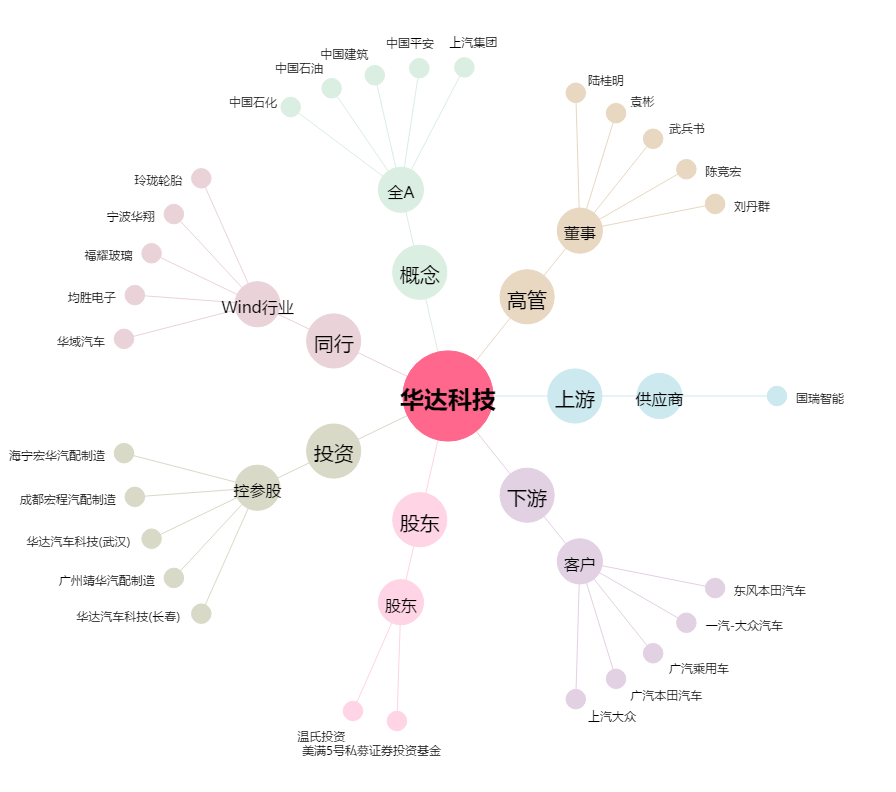 上汽集团
中国平安
中国建筑
中国石油
中国石化
全A
概念
陆桂明
袁彬
武兵书
陈竞宏
刘丹群
董事
高管
玲珑轮胎
宁波华翔
福耀玻璃
均胜电子
华域汽车
Wind行业
同行
华达科技
上游
供应商
国瑞智能
投资
控参股
海宁宏华汽配制造
成都宏程汽配制造
华达汽车科技(武汉)
广州靖华汽配制造
华达汽车科技(长春)
股东
股东
温氏投资
美满5号私募证券投资基金
下游
客户
东风本田汽车
一汽-大众汽车
广汽乘用车
广汽本田汽车
上汽大众